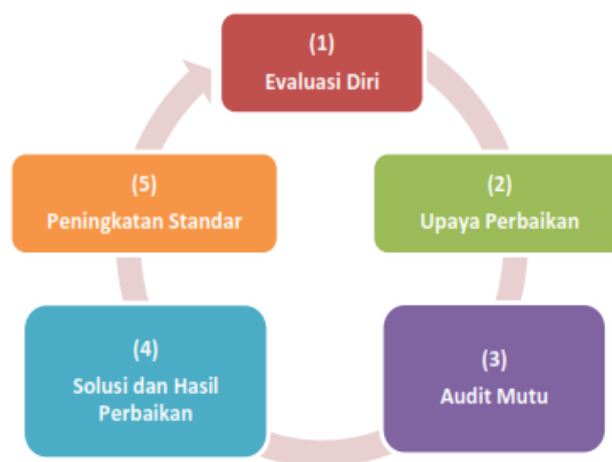 (1)
Evaluasi Diri
(2)
Upaya Perbaikan
(3)
Audit Mutu
(4)
Solusi dan Hasil
Perbaikan
(5)
Peningkatan Standar